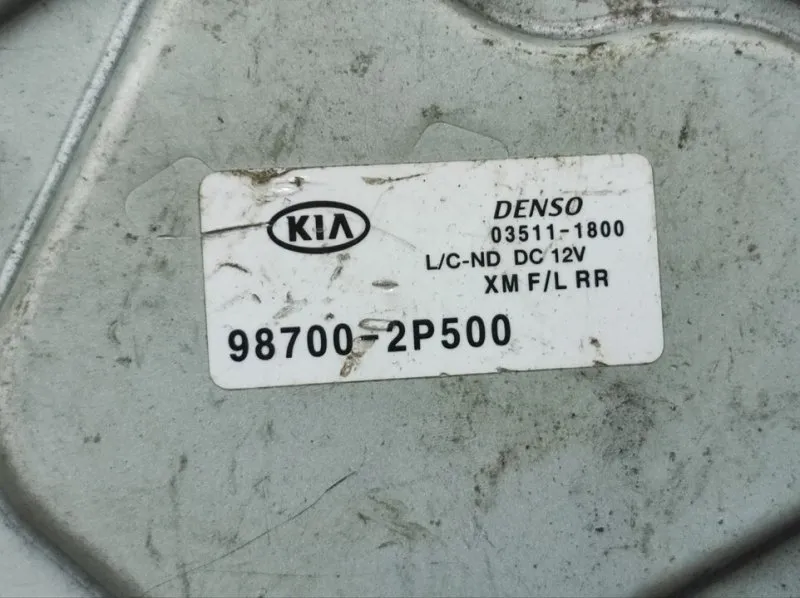 KIA
DENSO
03511-1800
L/C-ND DC 12V
XM F/L RR
98700-2P500